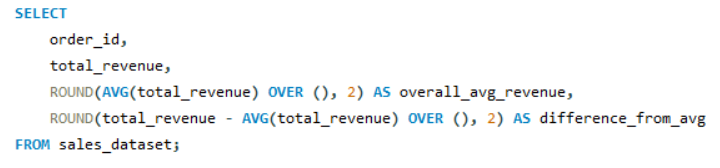 SELECT
    order_id,
    total_revenue,
    ROUND(AVG(total_revenue) OVER (), 2) AS overall_avg_revenue,
    ROUND(total_revenue - AVG(total_revenue) OVER (), 2) AS difference_from_avg
FROM sales_dataset;